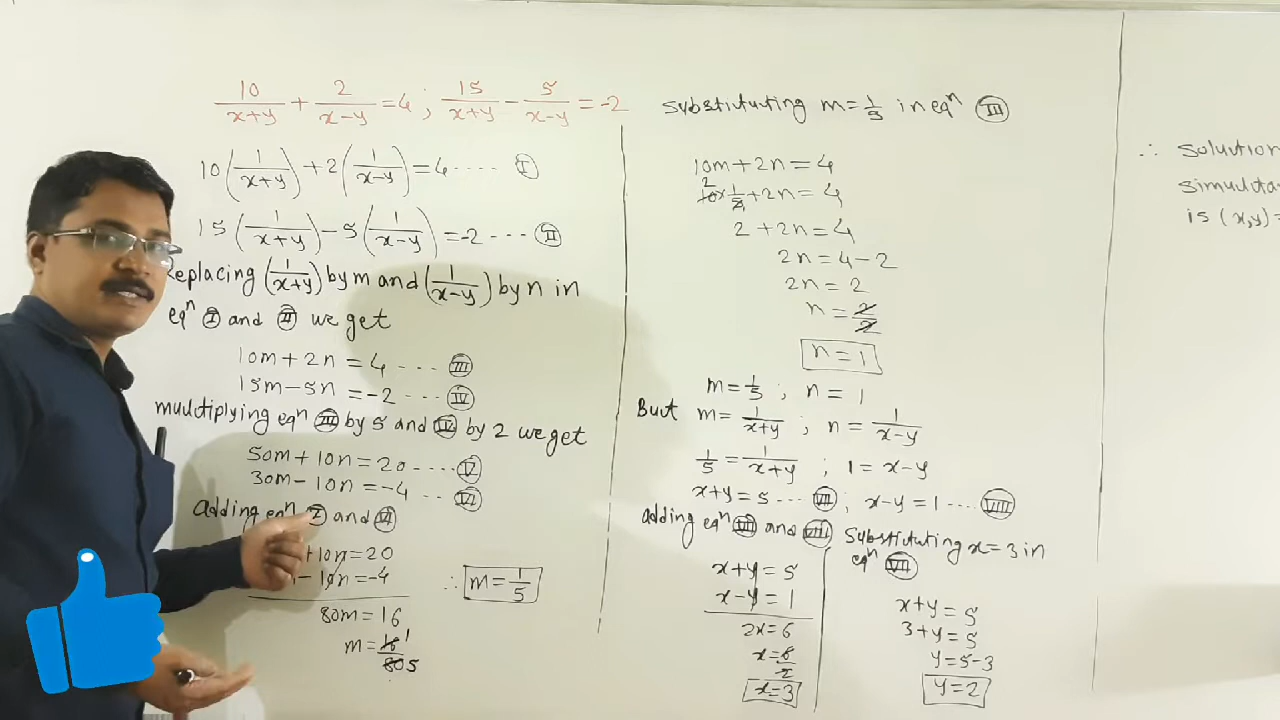 10/(x+y) + 2/(x-y) = 4 ; 15/(x+y) - 5/(x-y) = -2
10(1/(x+y)) + 2(1/(x-y)) = 4 .... I
15(1/(x+y)) - 5(1/(x-y)) = -2 ... II
Replacing (1/(x+y)) by m and (1/(x-y)) by n in
eqn I and II we get
10m + 2n = 4 .... III
15m - 5n = -2 ... IV
multiplying eqn III by 5 and IV by 2 we get
50m + 10n = 20 .... V
30m - 10n = -4 .. VI
adding eqn V and VI
+ 10n = 20
- 10n = -4
80m = 16
m = 16/80 1 5
∴ m = 1/5
substituting m = 1/5 in eqn III
10m + 2n = 4
2
10 × 1/5 + 2n = 4
2 + 2n = 4
2n = 4 - 2
2n = 2
n = 2/2
n = 1
m = 1/5 ; n = 1
But m = 1/(x+y) ; n = 1/(x-y)
1/5 = 1/(x+y) ; 1 = x-y
x+y = 5 ... VII ; x-y = 1 .... VIII
adding eqn VII and VIII
x+y = 5
x-y = 1
2x = 6
x = 6/2
x = 3
Substituting x = 3 in
eqn VII
x+y = 5
3+y = 5
y = 5-3
y = 2
∴ solution
is (x,y) =